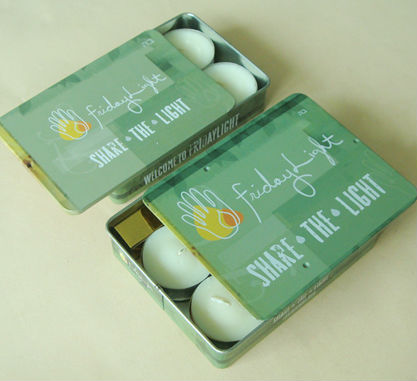 FridayLight
SHARE • THE • LIGHT
WELCOME TO FRIDAYLIGHT
FridayLight
SHARE • THE • LIGHT